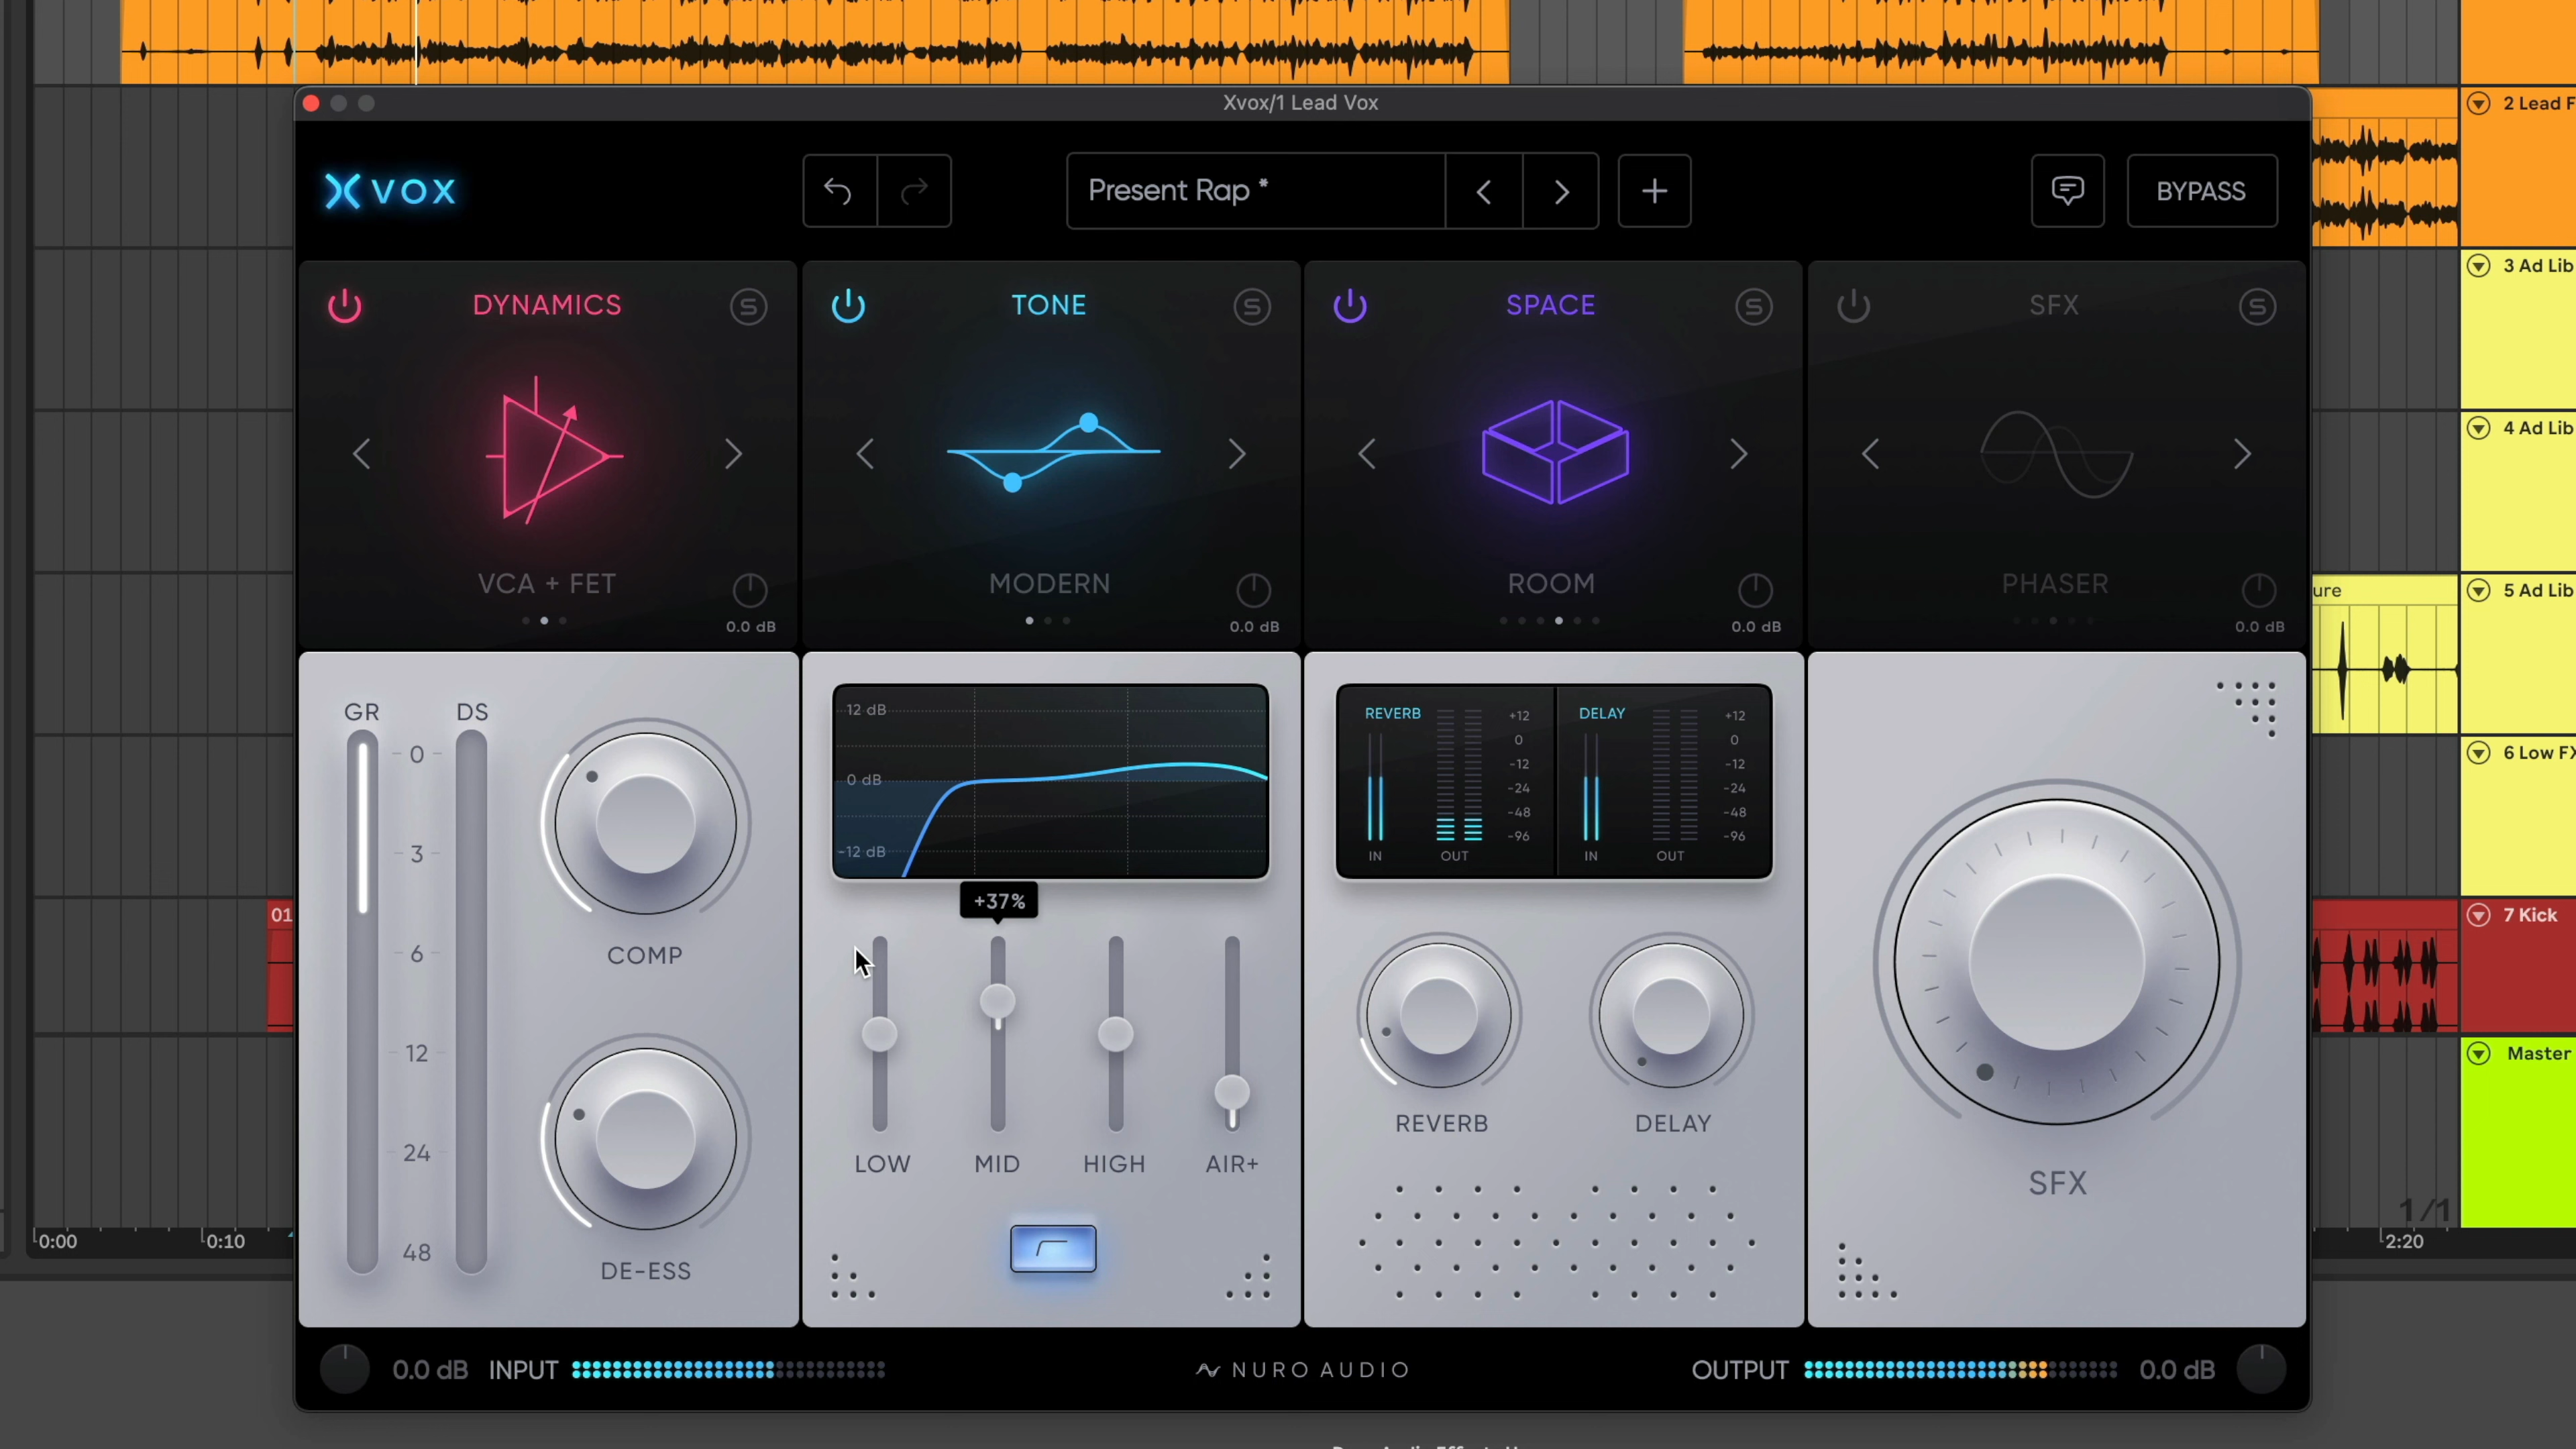 Xvox/1 Lead Vox
2 Lead F
XVOX
Present Rap *
BYPASS
3 Ad Lib
DYNAMICS
S
TONE
S
SPACE
S
SFX
S
4 Ad Lib
VCA + FET
0.0 dB
MODERN
0.0 dB
ROOM
0.0 dB
PHASER
0.0 dB
ure
5 Ad Lib
GR
DS
0
3
6
12
24
48
COMP
DE-ESS
12 dB
0 dB
-12 dB
+37%
LOW
MID
HIGH
AIR+
REVERB
+12
0
-12
-24
-48
-96
IN
OUT
DELAY
+12
0
-12
-24
-48
-96
IN
OUT
REVERB
DELAY
SFX
6 Low FX
01
7 Kick
Master
1/1
0:00
0:10
2:20
0.0 dB
INPUT
NURO AUDIO
OUTPUT
0.0 dB